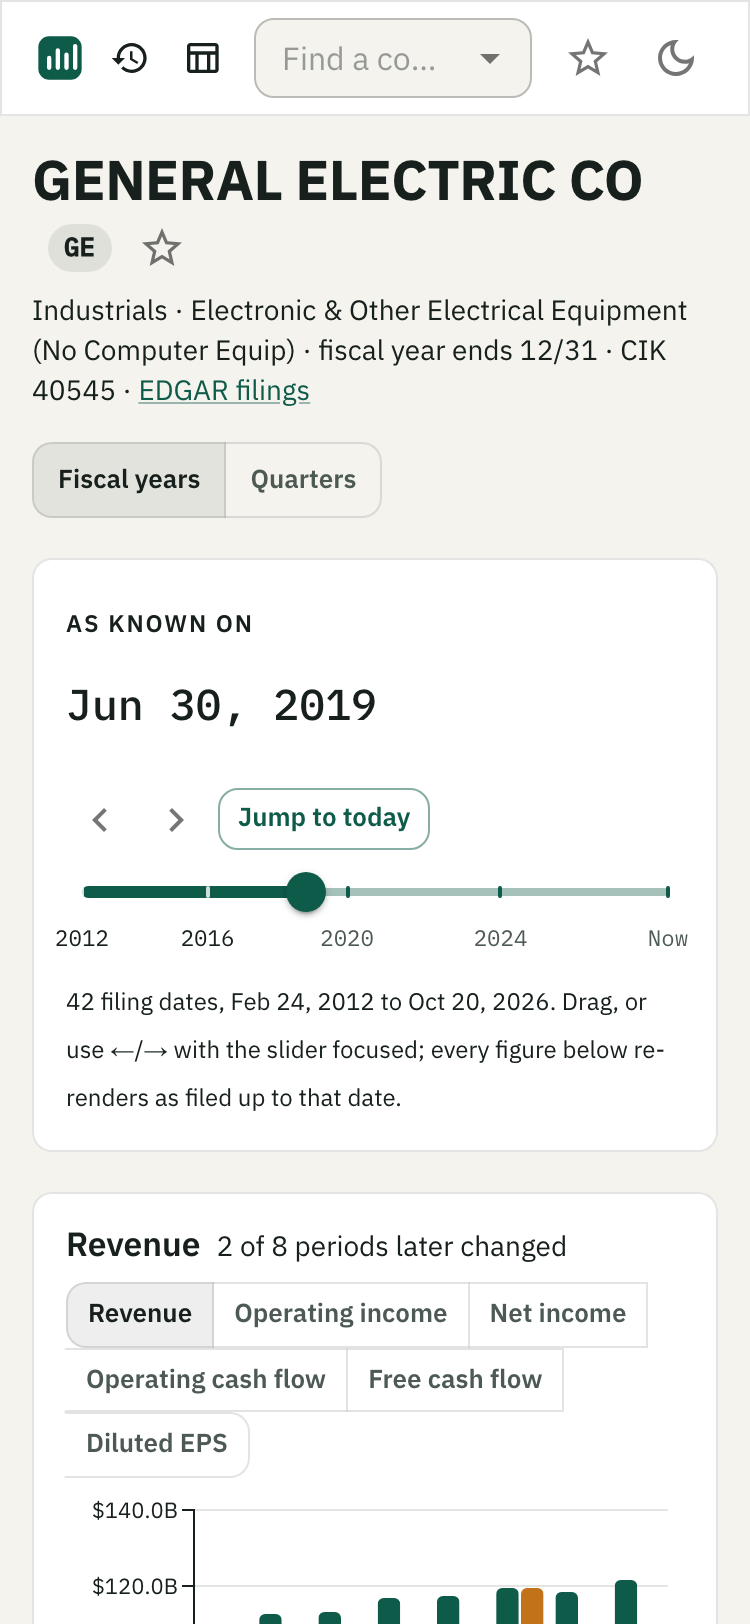 Find a co...
GENERAL ELECTRIC CO
GE
Industrials · Electronic & Other Electrical Equipment
(No Computer Equip) · fiscal year ends 12/31 · CIK
40545 · EDGAR filings
Fiscal years Quarters
AS KNOWN ON
Jun 30, 2019
Jump to today
2012 2016 2020 2024 Now
42 filing dates, Feb 24, 2012 to Oct 20, 2026. Drag, or
use ←/→ with the slider focused; every figure below re-
renders as filed up to that date.
Revenue 2 of 8 periods later changed
Revenue Operating income Net income
Operating cash flow Free cash flow
Diluted EPS
$140.0B
$120.0B